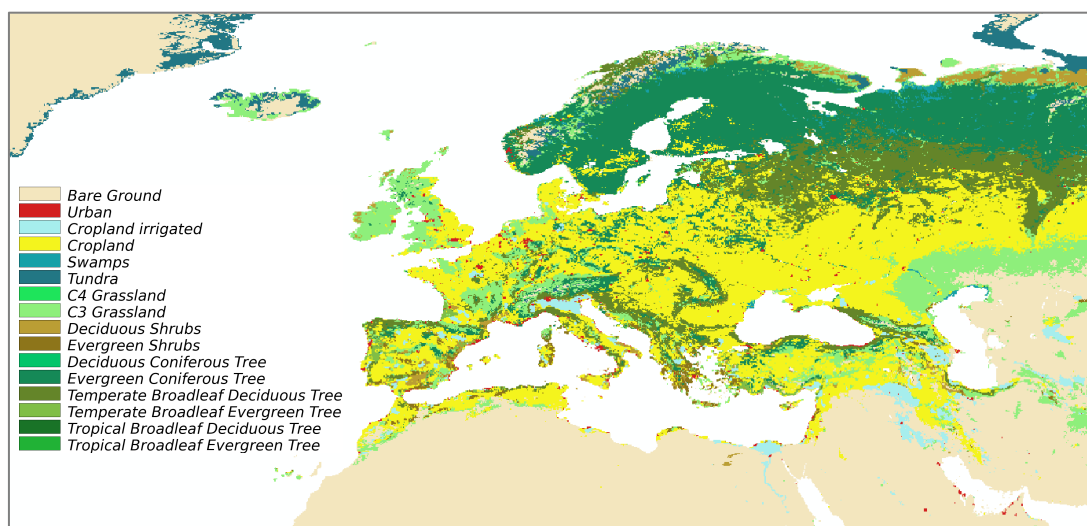 Bare Ground
Urban
Cropland irrigated
Cropland
Swamps
Tundra
C4 Grassland
C3 Grassland
Deciduous Shrubs
Evergreen Shrubs
Deciduous Coniferous Tree
Evergreen Coniferous Tree
Temperate Broadleaf Deciduous Tree
Temperate Broadleaf Evergreen Tree
Tropical Broadleaf Deciduous Tree
Tropical Broadleaf Evergreen Tree